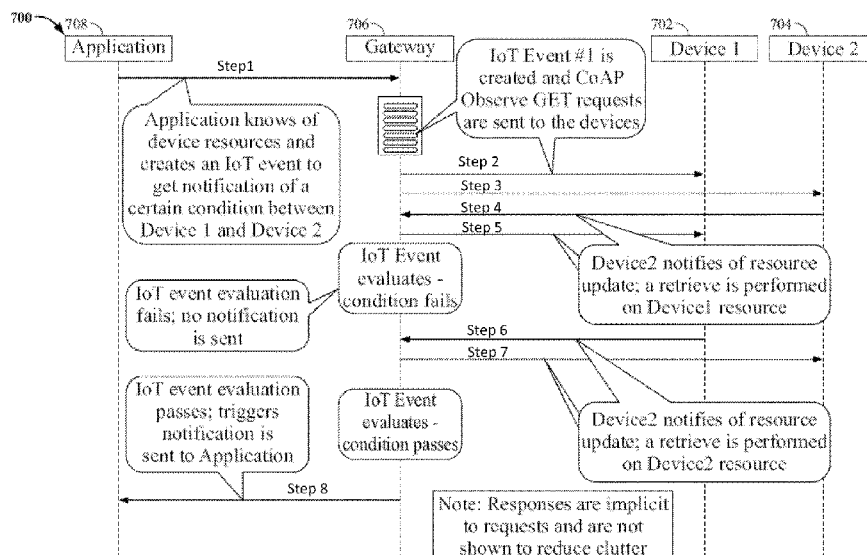 700
708
706
702
704
Application
Gateway
Device 1
Device 2
Step1
IoT Event #1 is
created and CoAP
Observe GET requests
are sent to the devices
Application knows of
device resources and
creates an IoT event to
get notification of a
certain condition between
Device 1 and Device 2
Step 2
Step 3
Step 4
Step 5
IoT Event
evaluates -
condition fails
Device2 notifies of resource
update; a retrieve is performed
on Device1 resource
IoT event evaluation
fails; no notification
is sent
Step 6
Step 7
IoT event evaluation
passes; triggers
notification is
sent to Application
IoT Event
evaluates -
condition passes
Device2 notifies of resource
update; a retrieve is performed
on Device2 resource
Step 8
Note: Responses are implicit
to requests and are not
shown to reduce clutter